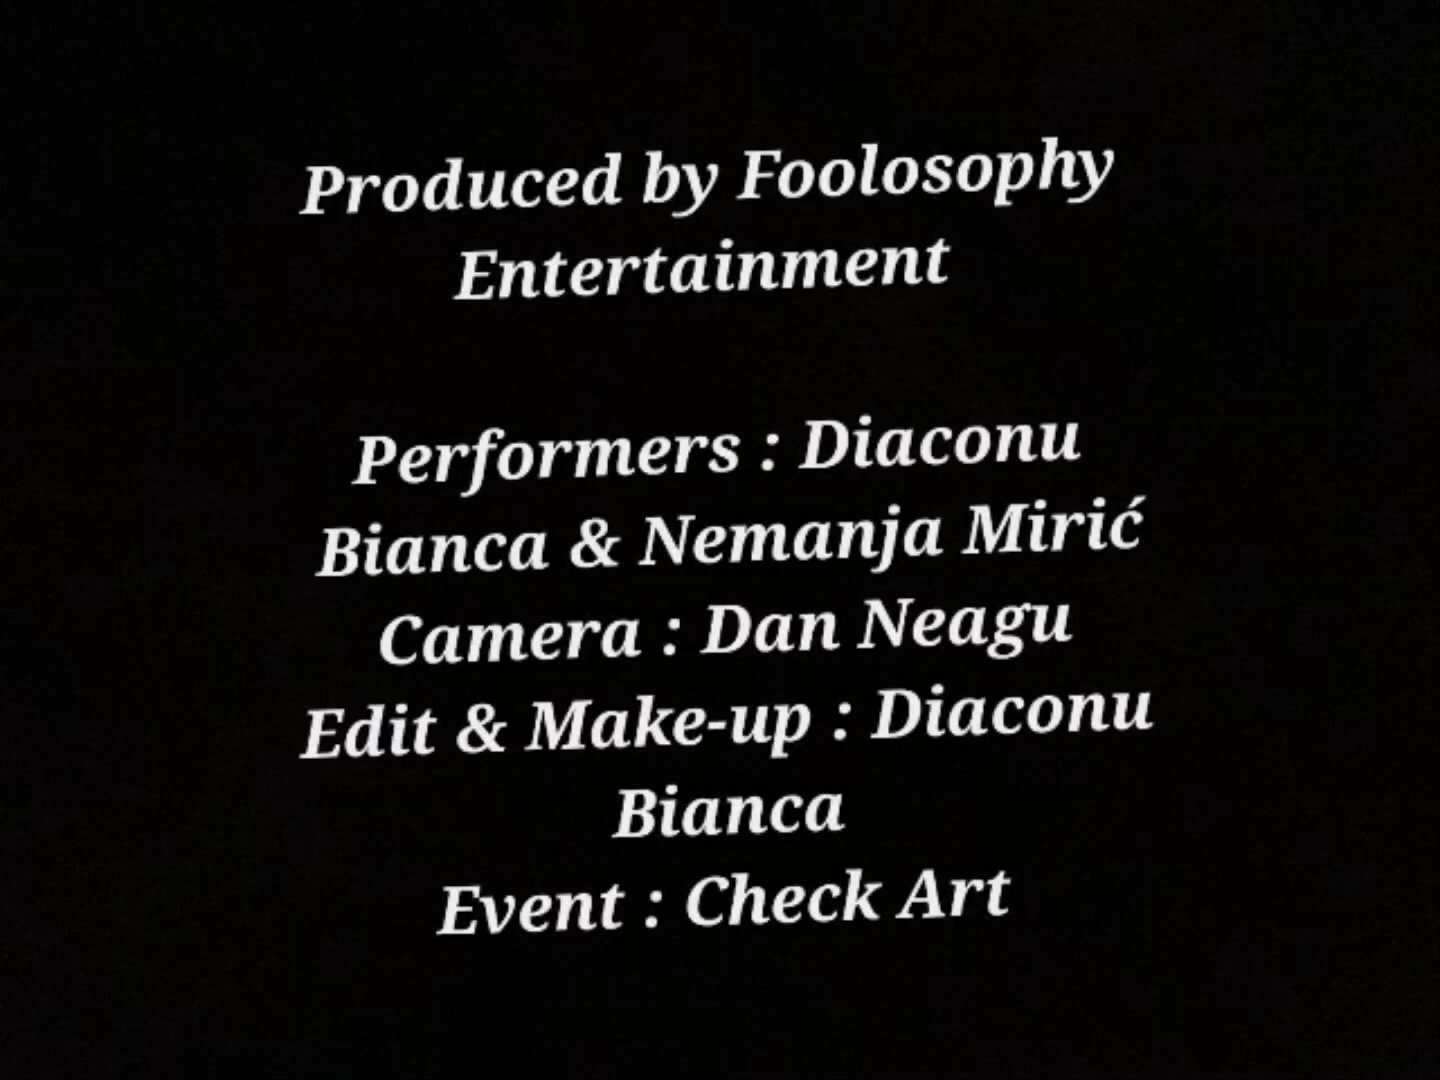 Produced by Foolosophy
Entertainment
Performers : Diaconu
Bianca & Nemanja Mirić
Camera : Dan Neagu
Edit & Make-up : Diaconu
Bianca
Event : Check Art